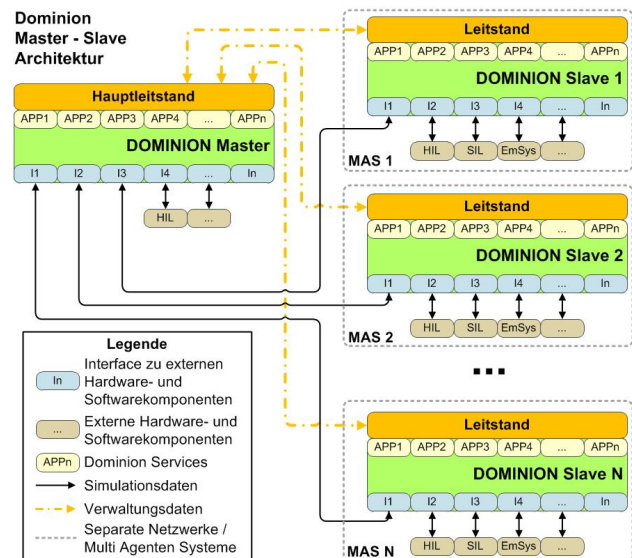 Dominion
Master - Slave
Architektur
Hauptleitstand
APP1 APP2 APP3 APP4 ... APPn
DOMINION Master
I1 I2 I3 I4 ... In
HIL ...
Leitstand
APP1 APP2 APP3 APP4 ... APPn
DOMINION Slave 1
I1 I2 I3 I4 ... In
HIL SIL EmSys ...
MAS 1
Leitstand
APP1 APP2 APP3 APP4 ... APPn
DOMINION Slave 2
I1 I2 I3 I4 ... In
HIL SIL EmSys ...
MAS 2
...
Leitstand
APP1 APP2 APP3 APP4 ... APPn
DOMINION Slave N
I1 I2 I3 I4 ... In
HIL SIL EmSys ...
MAS N
Legende
In
Interface zu externen
Hardware- und
Softwarekomponenten
...
Externe Hardware- und
Softwarekomponenten
APPn Dominion Services
Simulationsdaten
Verwaltungsdaten
Separate Netzwerke /
Multi Agenten Systeme